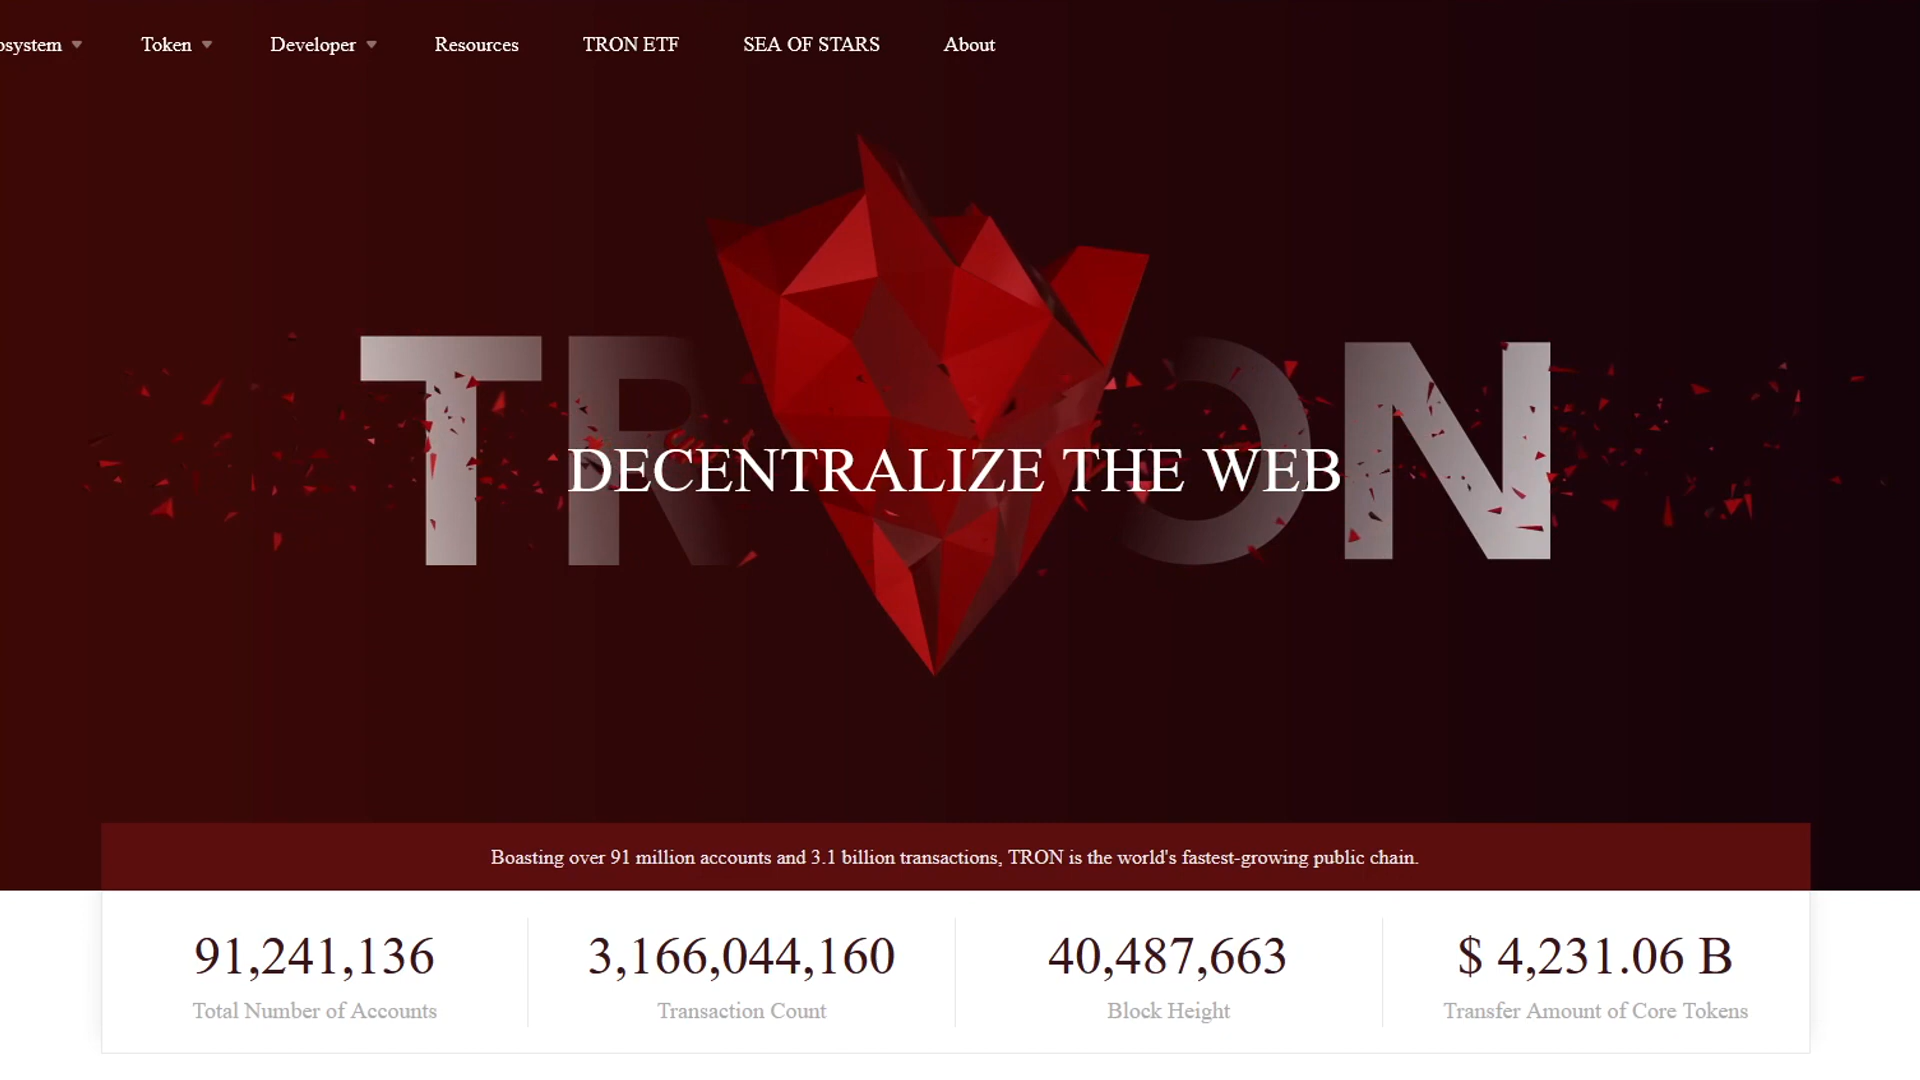 osystem Token Developer Resources TRON ETF SEA OF STARS About
TRON
DECENTRALIZE THE WEB
Boasting over 91 million accounts and 3.1 billion transactions, TRON is the world's fastest-growing public chain.
91,241,136 3,166,044,160 40,487,663 $ 4,231.06 B
Total Number of Accounts Transaction Count Block Height Transfer Amount of Core Tokens